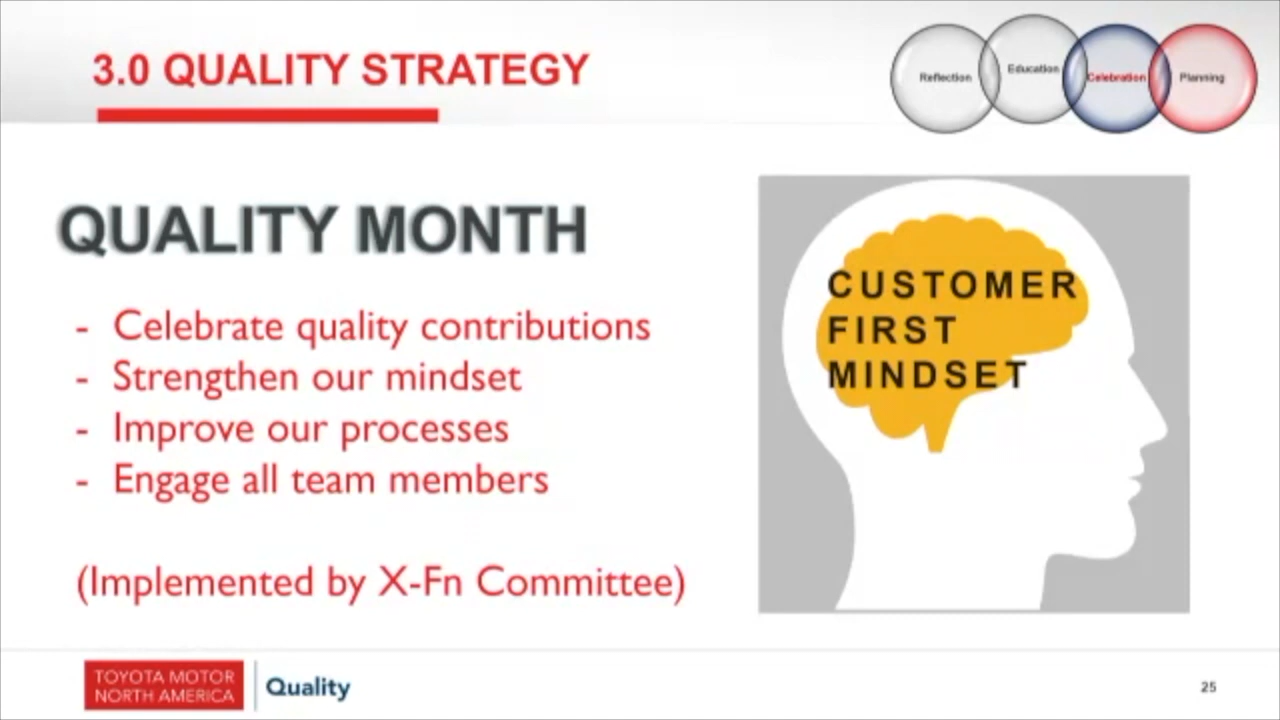 3.0 QUALITY STRATEGY
Reflection
Education
Celebration
Planning
QUALITY MONTH
- Celebrate quality contributions
- Strengthen our mindset
- Improve our processes
- Engage all team members
(Implemented by X-Fn Committee)
CUSTOMER
FIRST
MINDSET
TOYOTA MOTOR
NORTH AMERICA
Quality
25